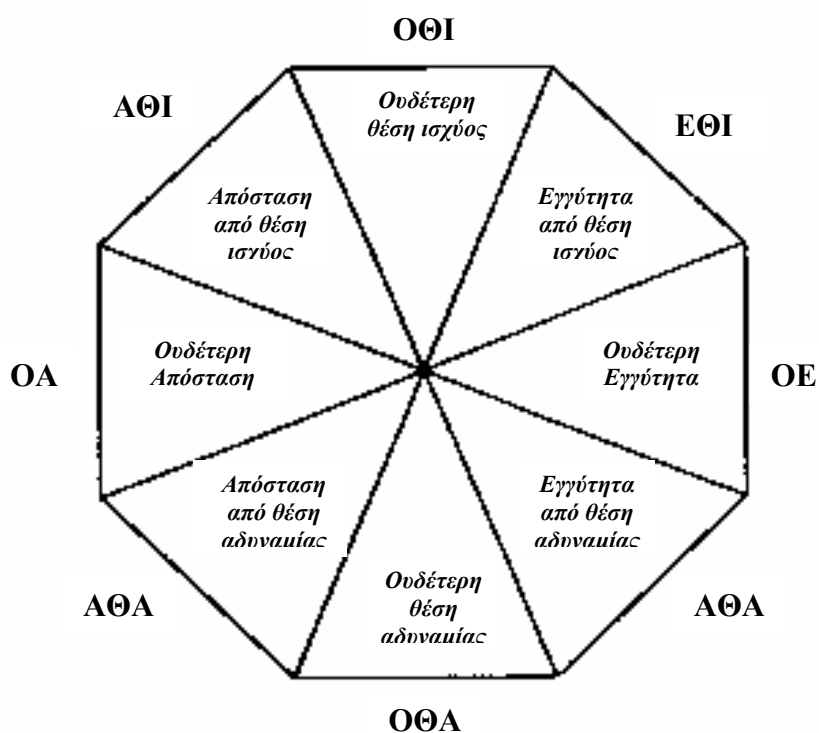 ΟΘΙ
ΑΘΙ
ΕΘΙ
Ουδέτερη
θέση ισχύος
Απόσταση
από θέση
ισχύος
Εγγύτητα
από θέση
ισχύος
ΟΑ
Ουδέτερη
Απόσταση
Ουδέτερη
Εγγύτητα
ΟΕ
Απόσταση
από θέση
αδυναμίας
Εγγύτητα
από θέση
αδυναμίας
Ουδέτερη
θέση
αδυναμίας
ΑΘΑ
ΑΘΑ
ΟΘΑ